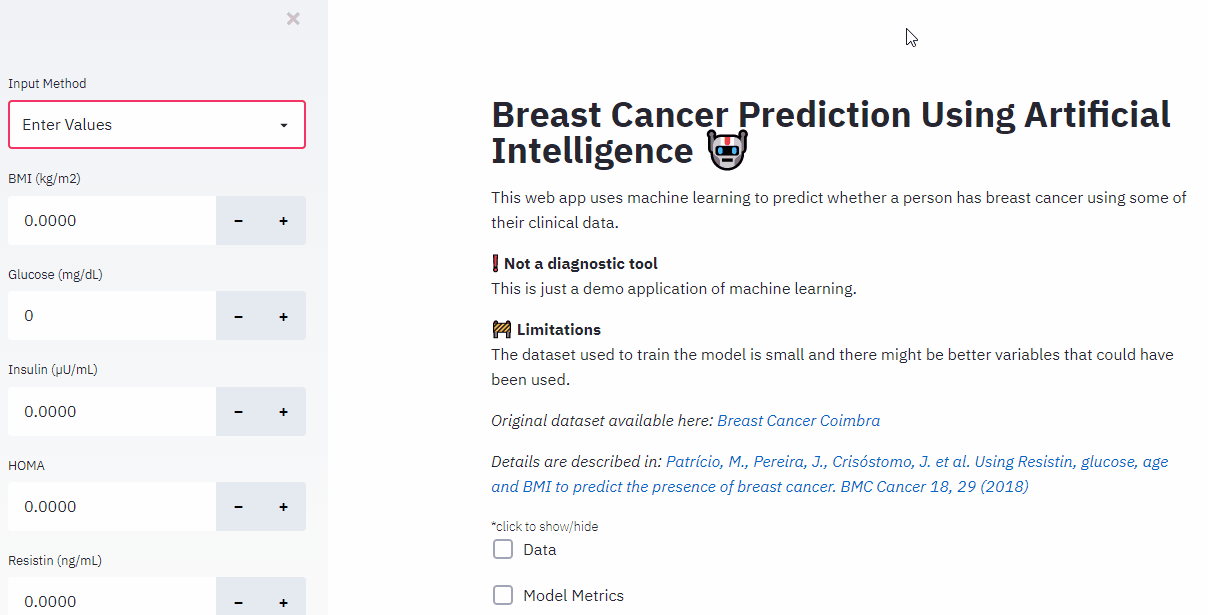 Input Method
Enter Values
BMI (kg/m2)
0.0000
− +
Glucose (mg/dL)
0
− +
Insulin (µU/mL)
0.0000
− +
HOMA
0.0000
− +
Resistin (ng/mL)
0.0000
− +
Breast Cancer Prediction Using Artificial
Intelligence
This web app uses machine learning to predict whether a person has breast cancer using some of
their clinical data.
❗ Not a diagnostic tool
This is just a demo application of machine learning.
🚧 Limitations
The dataset used to train the model is small and there might be better variables that could have
been used.
Original dataset available here: Breast Cancer Coimbra
Details are described in: Patrício, M., Pereira, J., Crisóstomo, J. et al. Using Resistin, glucose, age
and BMI to predict the presence of breast cancer. BMC Cancer 18, 29 (2018)
*click to show/hide
Data
Model Metrics